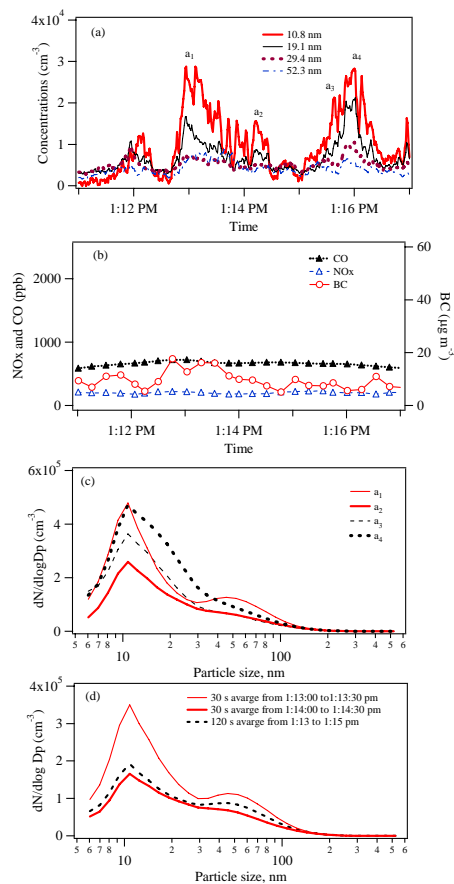 4x10⁴
(a)
10.8 nm
19.1 nm
29.4 nm
52.3 nm
a₁
a₂
a₃
a₄
Concentrations (cm⁻³)
3
2
1
0
1:12 PM
1:14 PM
1:16 PM
Time
(b)
CO
NOx
BC
NOx and CO (ppb)
2000
1000
0
BC (µg m⁻³)
60
40
20
0
1:12 PM
1:14 PM
1:16 PM
Time
6x10⁵
(c)
a₁
a₂
a₃
a₄
dN/dlogDp (cm⁻³)
4
2
0
5 6 7 8 10 2 3 4 5 6 7 8 100 2 3 4 5 6
Particle size, nm
4x10⁵
(d)
30 s avarge from 1:13:00 to1:13:30 pm
30 s avarge from 1:14:00 to 1:14:30 pm
120 s avarge from 1:13 to 1:15 pm
dN/dlog Dp (cm⁻³)
3
2
1
0
5 6 7 8 10 2 3 4 5 6 7 8 100 2 3 4 5 6
Particle size, nm